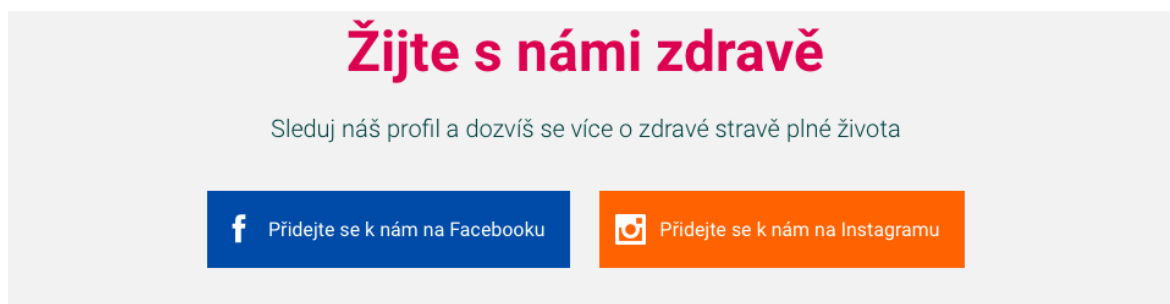 Žijte s námi zdravě
Sleduj náš profil a dozvíš se více o zdravé stravě plné života
Přidejte se k nám na Facebooku
Přidejte se k nám na Instagramu